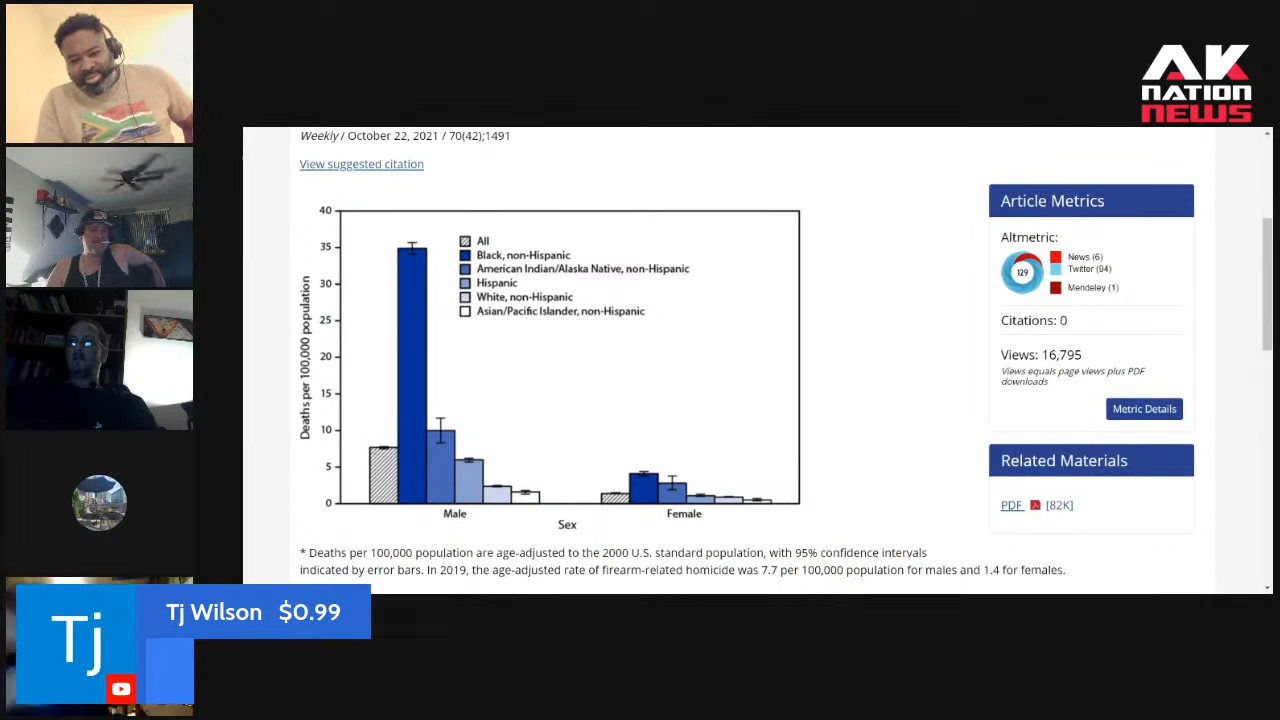 AK
NATION
NEWS
Weekly / October 22, 2021 / 70(42);1491
View suggested citation
40
35
30
25
20
15
10
5
0
Deaths per 100,000 population
All
Black, non-Hispanic
American Indian/Alaska Native, non-Hispanic
Hispanic
White, non-Hispanic
Asian/Pacific Islander, non-Hispanic
Male
Female
Sex
* Deaths per 100,000 population are age-adjusted to the 2000 U.S. standard population, with 95% confidence intervals
indicated by error bars. In 2019, the age-adjusted rate of firearm-related homicide was 7.7 per 100,000 population for males and 1.4 for females.
Article Metrics
Altmetric:
129
News (6)
Twitter (94)
Mendeley (1)
Citations: 0
Views: 16,795
Views equals page views plus PDF
downloads
Metric Details
Related Materials
PDF [82K]
Tj
Tj Wilson $0.99